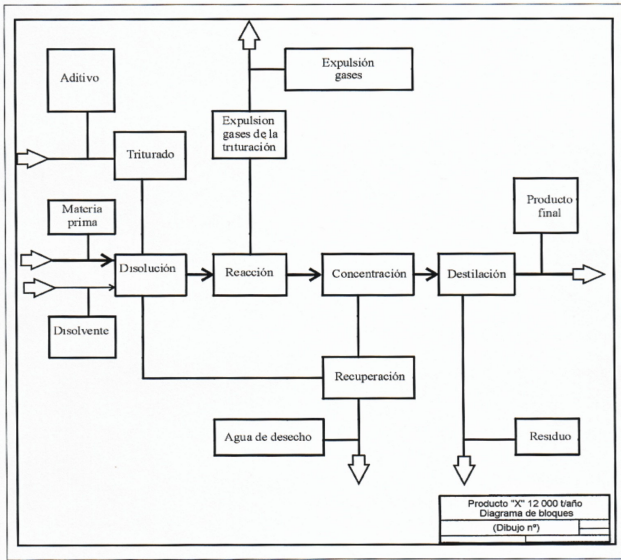 Aditivo
Expulsión
gases
Expulsion
gases de la
trituración
Triturado
Producto
final
Materia
prima
Disolución
Reacción
Concentración
Destilación
Disolvente
Recuperación
Agua de desecho
Residuo
Producto "X" 12 000 t/año
Diagrama de bloques
(Dibujo nº)